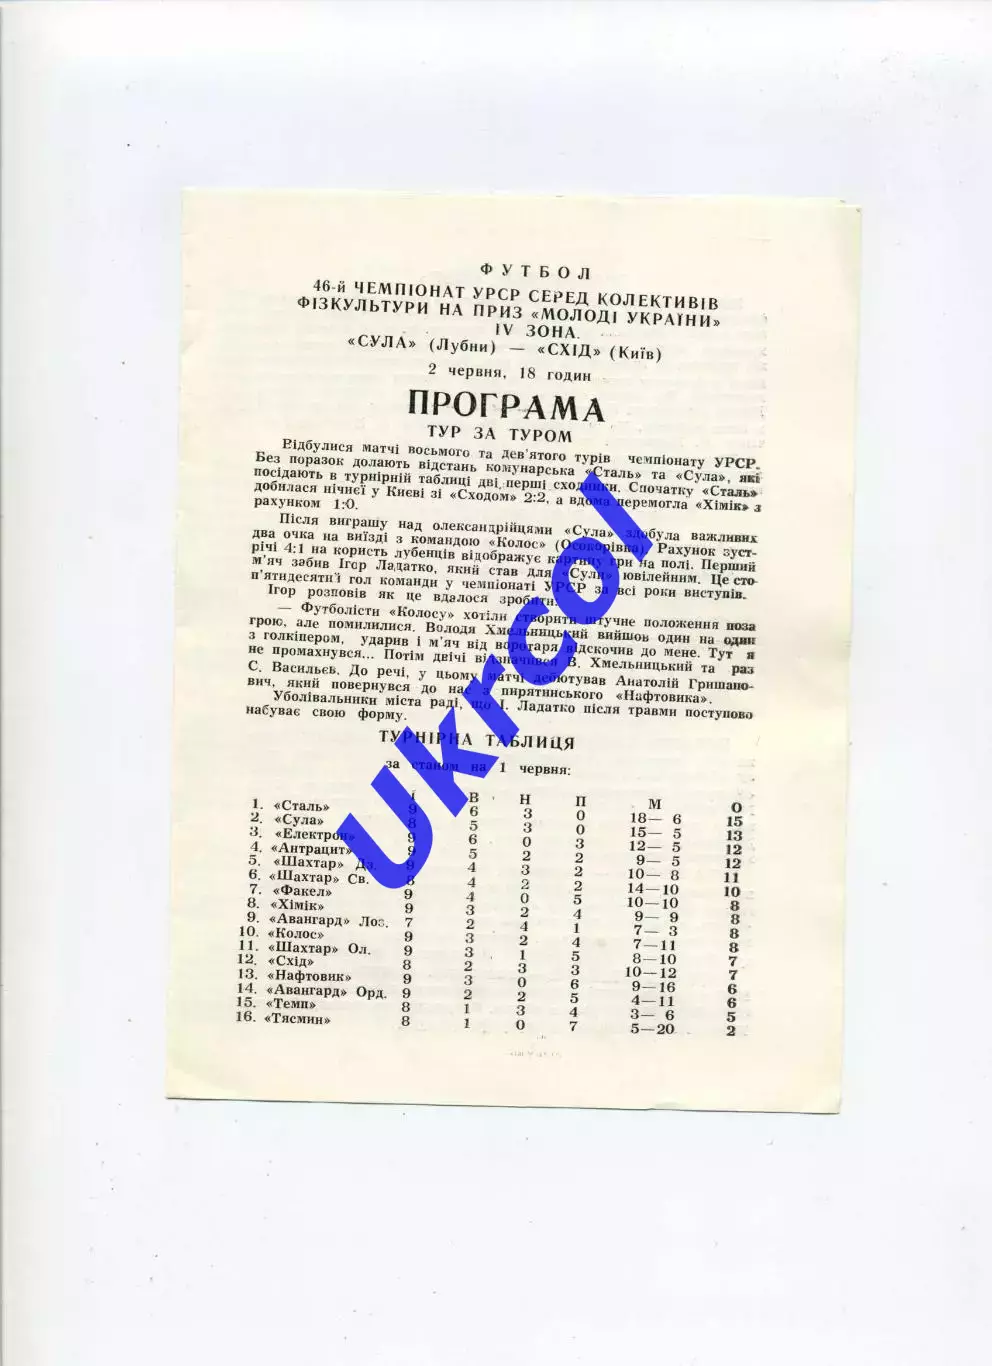 ФУТБОЛ
46-й ЧЕМПІОНАТ УРСР СЕРЕД КОЛЕКТИВІВ
ФІЗКУЛЬТУРИ НА ПРИЗ «МОЛОДІ УКРАЇНИ»
IV ЗОНА.
«СУЛА» (Лубни) — «СХІД» (Київ)
2 червня, 18 годин
ПРОГРАМА
ТУР ЗА ТУРОМ
Відбулися матчі восьмого та дев'ятого турів чемпіонату УРСР.
Без поразок долають відстань комунарська «Сталь» та «Сула», які
посідають в турнірній таблиці дві перші сходинки. Спочатку «Сталь»
добилася нічиєї у Києві зі «Сходом» 2:2, а вдома перемогла «Хімік» з
рахунком 1:0.
Після виграшу над олександрійцями «Сула» здобула важливих
два очка на виїзді з командою «Колос» (Осокорівка). Рахунок зуст-
річі 4:1 на користь лубенців відображує картину гри на полі. Перший
м'яч забив Ігор Ладатко, який став для «Сули» ювілейним. Це сто-
п'ятидесяти'й гол команди у чемпіонаті УРСР за всі роки виступів.
Ігор розповів як це вдалося зробити:
— Футболісти «Колосу» хотіли створити штучне положення поза
грою, але помилилися. Володя Хмельницький вийшов один на один
з голкіпером, ударив і м'яч від воротаря відскочив до мене. Тут я
не промахнувся... Потім двічі відзначився В. Хмельницький та раз
С. Васильєв. До речі, у цьому матчі дебютував Анатолій Гришано-
вич, який повернувся до нас з пирятинського «Нафтовика».
Уболівальники міста раді, що І. Ладатко після травми поступово
набуває свою форму.
ТУРНІРНА ТАБЛИЦЯ
за станом на 1 червня:
І В Н П М О
1. «Сталь» 9 6 3 0 18— 6 15
2. «Сула» 8 5 3 0 15— 5 13
3. «Електрон» 9 6 0 3 12— 5 12
4. «Антрацит» 9 5 2 2 9— 5 12
5. «Шахтар» Дз. 9 4 3 2 10— 8 11
6. «Шахтар» Св. 8 4 2 2 14—10 10
7. «Факел» 9 4 0 5 10—10 8
8. «Хімік» 9 3 2 4 9— 9 8
9. «Авангард» Лоз. 7 2 4 1 7— 3 8
10. «Колос» 9 3 2 4 7—11 8
11. «Шахтар» Ол. 9 3 1 5 8—10 7
12. «Схід» 8 2 3 3 10—12 7
13. «Нафтовик» 9 3 0 6 9—16 6
14. «Авангард» Орд. 9 2 2 5 4—11 6
15. «Темп» 8 1 3 4 3— 6 5
16. «Тясмин» 8 1 0 7 5—20 2
Ukrcol